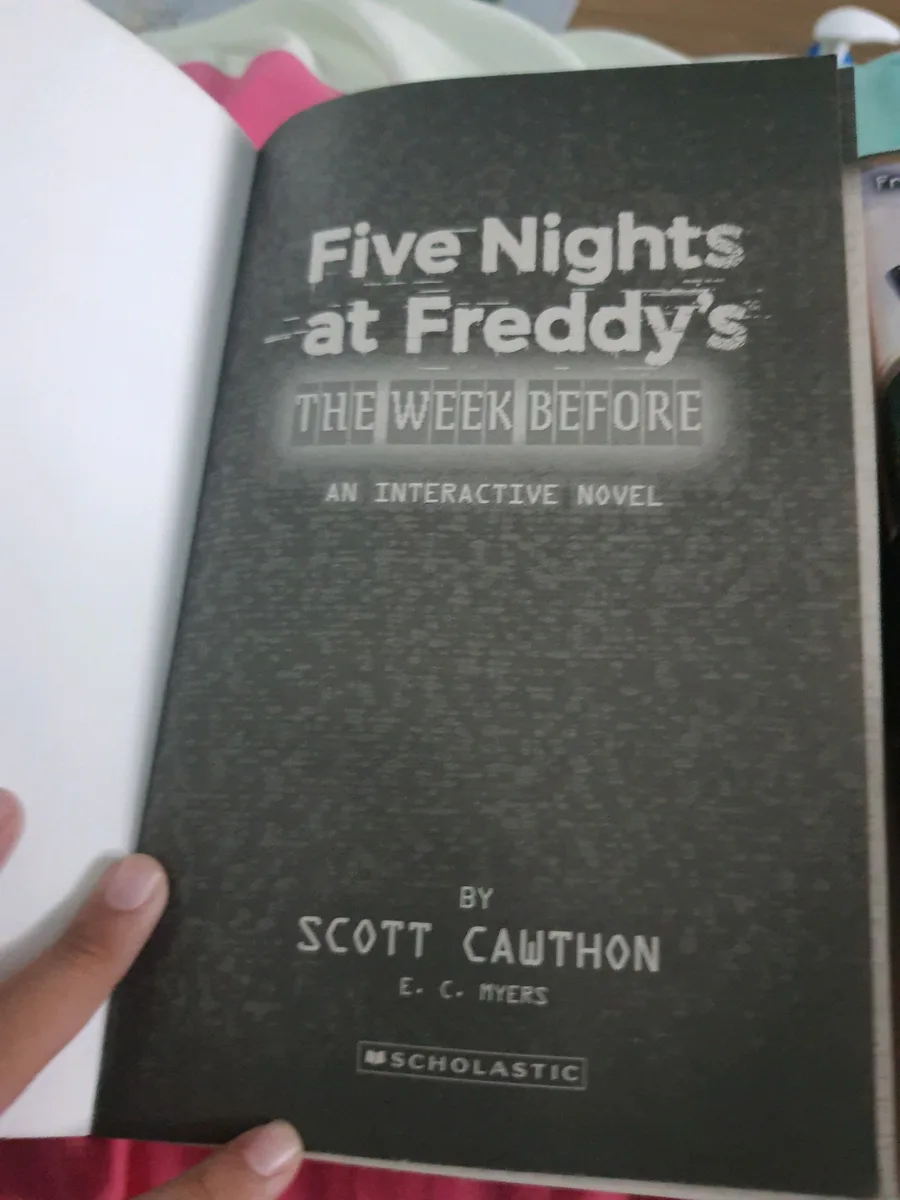 Five Nights
at Freddy's
THE WEEK BEFORE
AN INTERACTIVE NOVEL
BY
SCOTT CAWTHON
E. C. MYERS
SCHOLASTIC